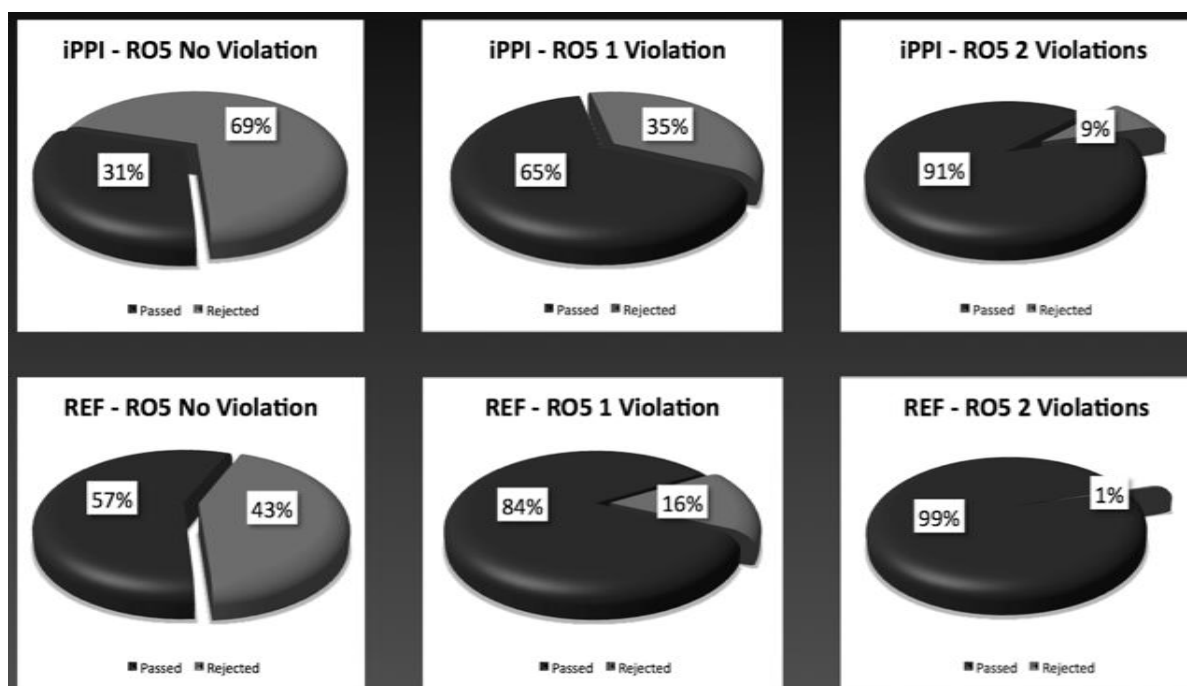 iPPI - RO5 No Violation
69%
31%
Passed Rejected
iPPI - RO5 1 Violation
35%
65%
Passed Rejected
iPPI - RO5 2 Violations
9%
91%
Passed Rejected
REF - RO5 No Violation
57%
43%
Passed Rejected
REF - RO5 1 Violation
84%
16%
Passed Rejected
REF - RO5 2 Violations
1%
99%
Passed Rejected